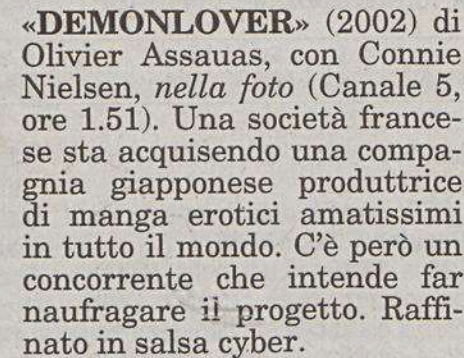 «DEMONLOVER» (2002) di
Olivier Assauas, con Connie
Nielsen, nella foto (Canale 5,
ore 1.51). Una società france-
se sta acquisendo una compa-
gnia giapponese produttrice
di manga erotici amatissimi
in tutto il mondo. C'è però un
concorrente che intende far
naufragare il progetto. Raffi-
nato in salsa cyber.